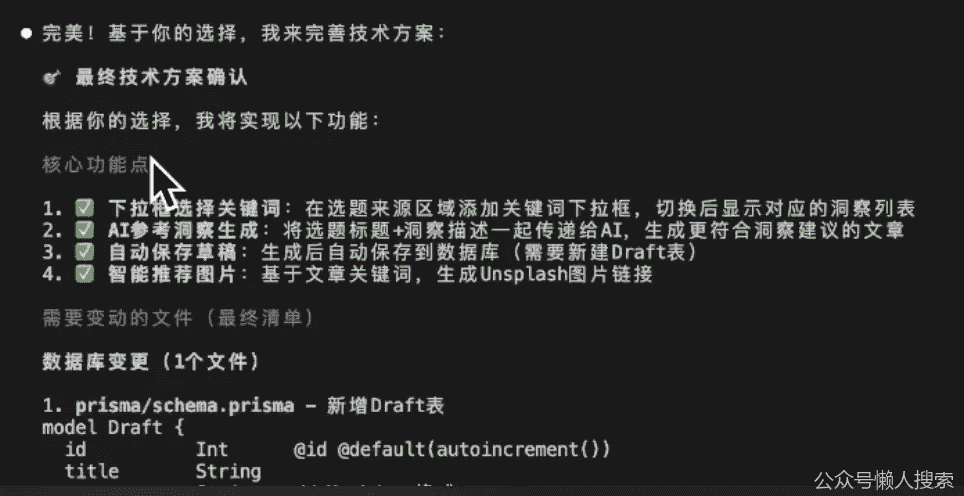 完美！基于你的选择，我来完善技术方案：
最终技术方案确认
根据你的选择，我将实现以下功能：
核心功能点
1. ✅ 下拉框选择关键词：在选题来源区域添加关键词下拉框，切换后显示对应的洞察列表
2. ✅ AI参考洞察生成：将选题标题+洞察描述一起传递给AI，生成更符合洞察建议的文章
3. ✅ 自动保存草稿：生成后自动保存到数据库（需要新建Draft表）
4. ✅ 智能推荐图片：基于文章关键词，生成Unsplash图片链接
需要变动的文件（最终清单）
数据库变更（1个文件）
1. prisma/schema.prisma - 新增Draft表
model Draft {
id Int @id @default(autoincrement())
title String
公众号懒人搜索